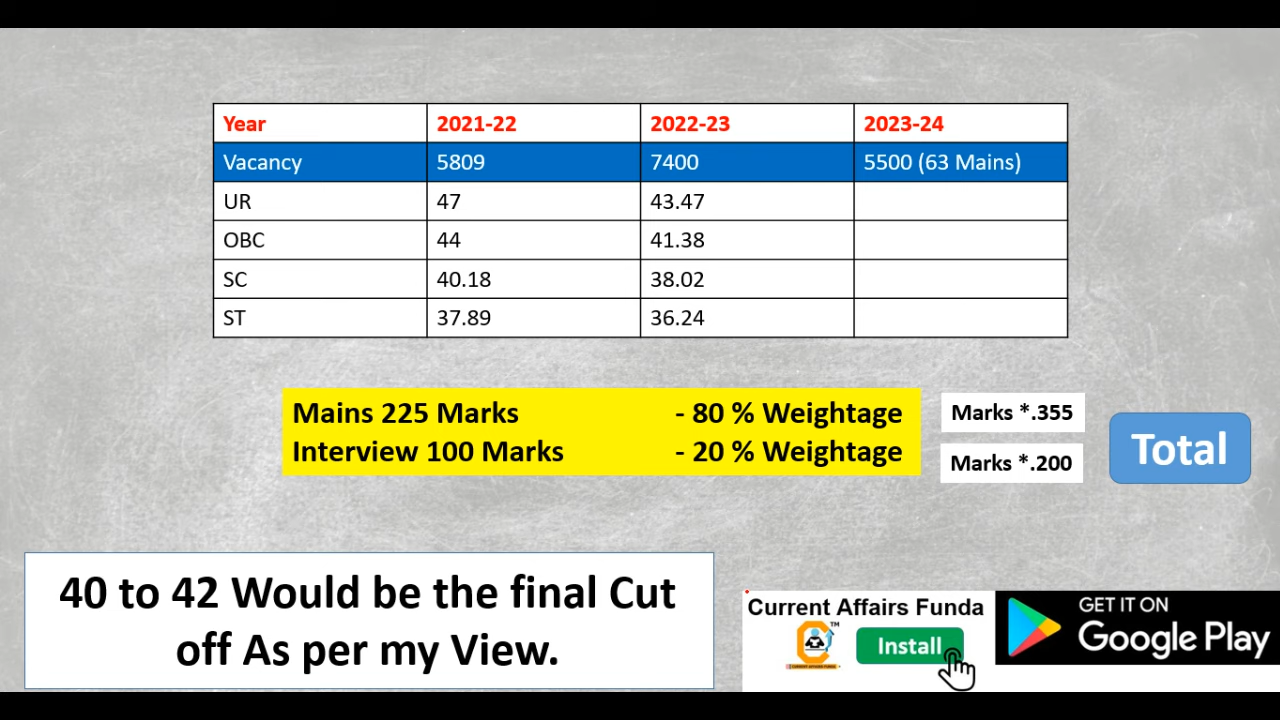 Year 2021-22 2022-23 2023-24
Vacancy 5809 7400 5500 (63 Mains)
UR 47 43.47
OBC 44 41.38
SC 40.18 38.02
ST 37.89 36.24
Mains 225 Marks - 80 % Weightage
Marks *.355
Interview 100 Marks - 20 % Weightage
Marks *.200
Total
40 to 42 Would be the final Cut
off As per my View.
Current Affairs Funda
TM
Install
GET IT ON
Google Play